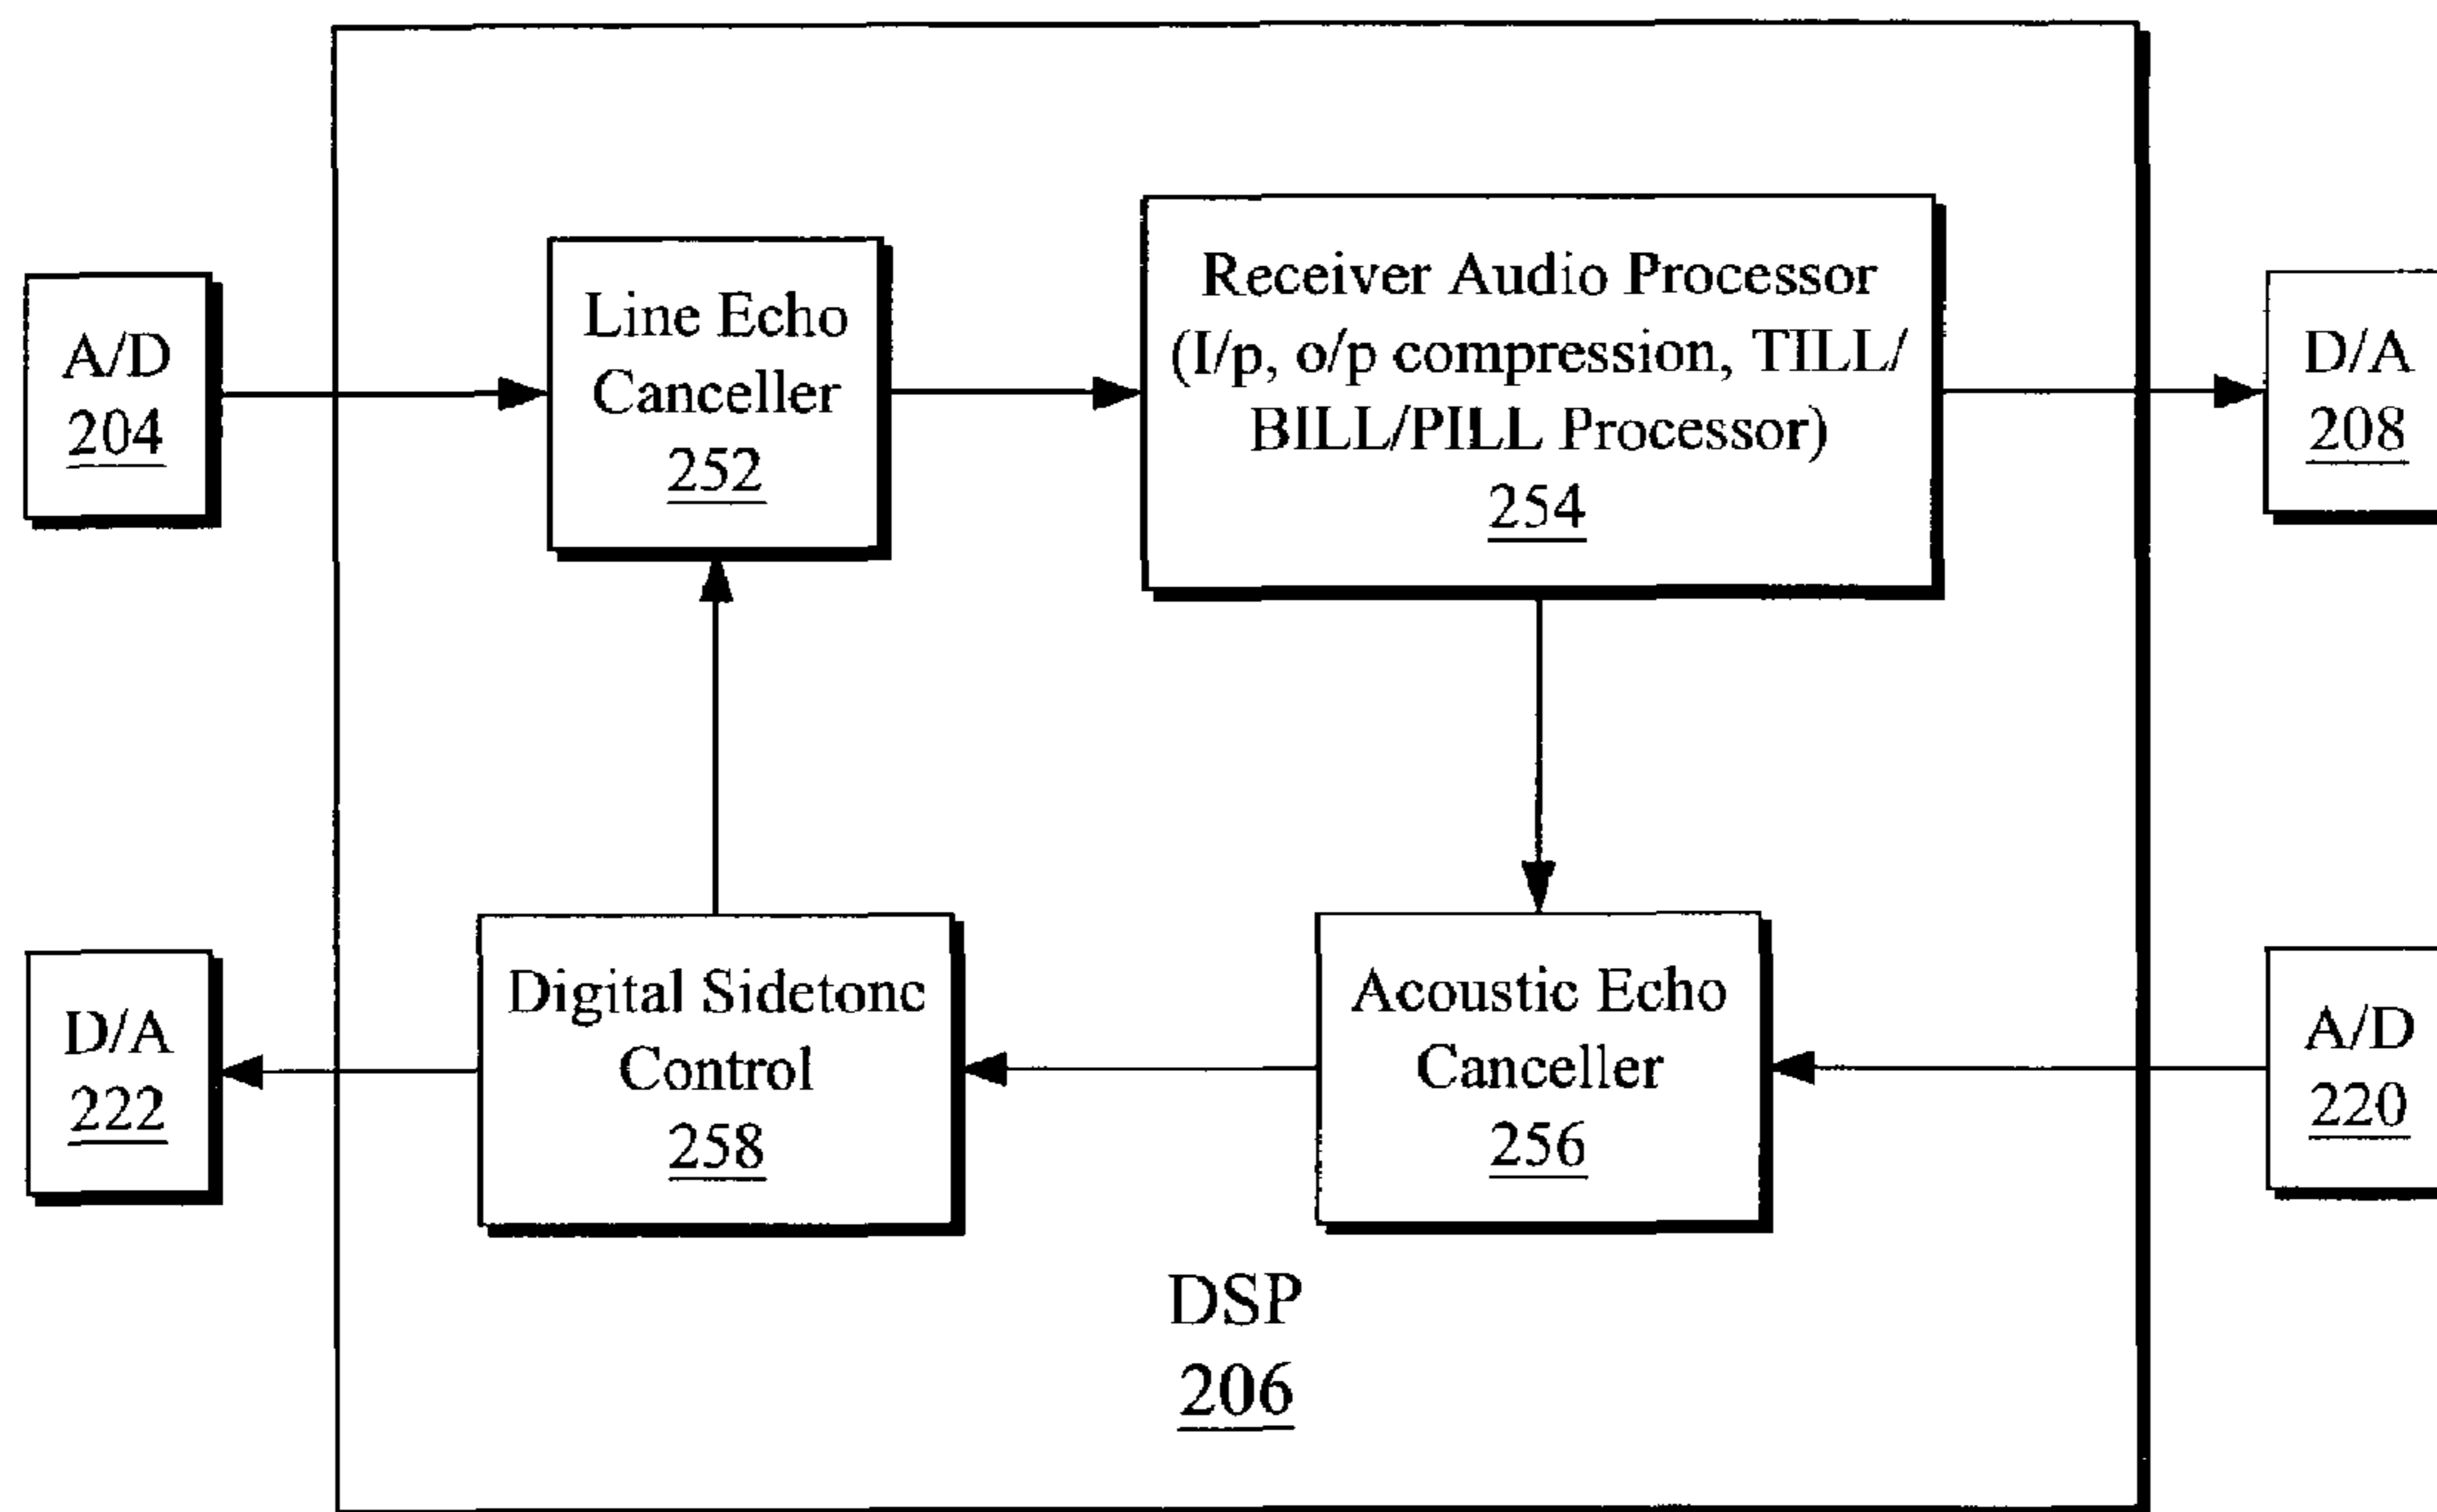 A/D
204
Line Echo
Canceller
252
Receiver Audio Processor
(I/p, o/p compression, TILL/
BILL/PILL Processor)
254
D/A
208
D/A
222
Digital Sidetone
Control
258
Acoustic Echo
Canceller
256
A/D
220
DSP
206